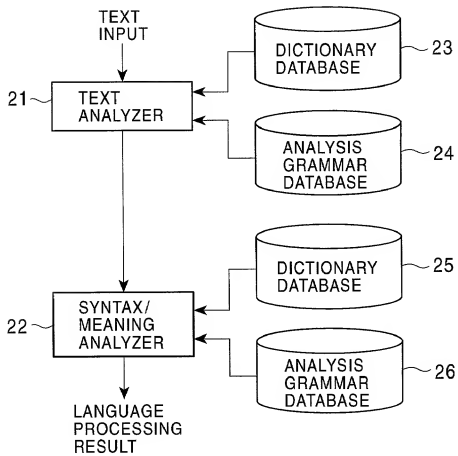 TEXT
INPUT
21
TEXT
ANALYZER
DICTIONARY
DATABASE
23
ANALYSIS
GRAMMAR
DATABASE
24
22
SYNTAX/
MEANING
ANALYZER
DICTIONARY
DATABASE
25
ANALYSIS
GRAMMAR
DATABASE
26
LANGUAGE
PROCESSING
RESULT